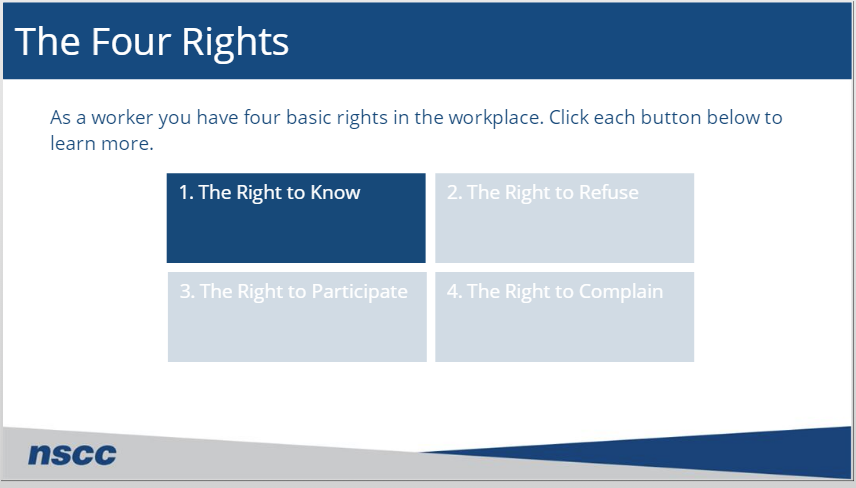 The Four Rights
As a worker you have four basic rights in the workplace. Click each button below to
learn more.
1. The Right to Know
2. The Right to Refuse
3. The Right to Participate
4. The Right to Complain
nscc